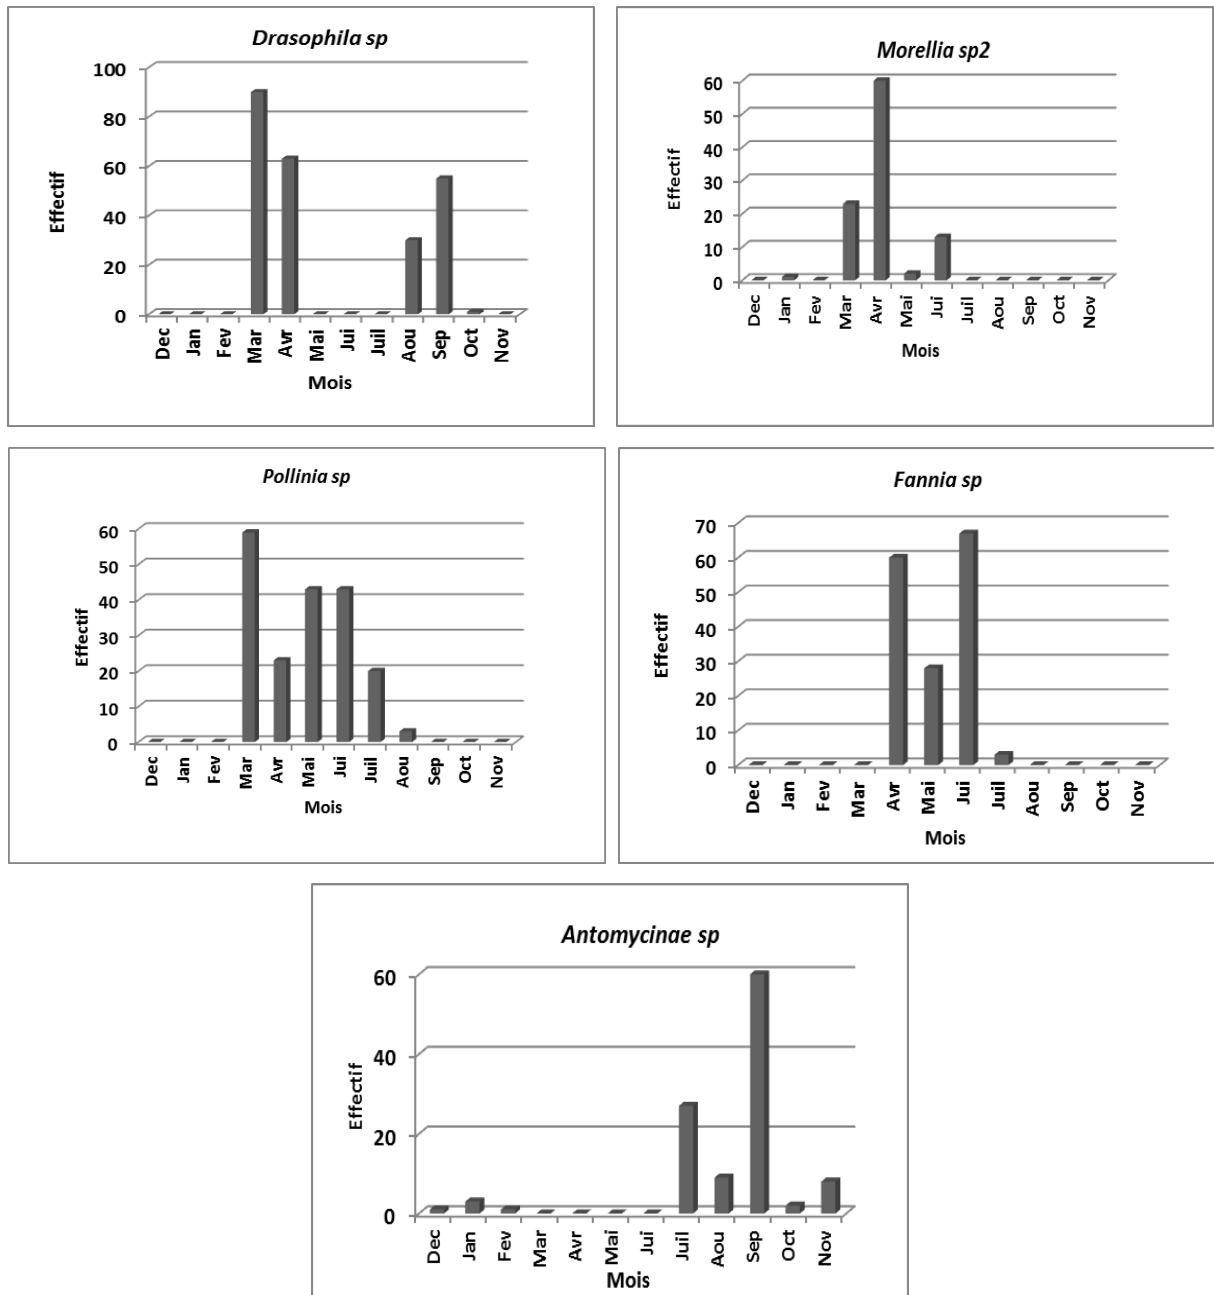 Drasophila sp
Effectif
100
80
60
40
20
0
Dec Jan Fev Mar Avr Mai Jui Juil Aou Sep Oct Nov
Mois
Morellia sp2
Effectif
60
50
40
30
20
10
0
Dec Jan Fev Mar Avr Mai Jui Juil Aou Sep Oct Nov
Mois
Pollinia sp
Effectif
60
50
40
30
20
10
0
Dec Jan Fev Mar Avr Mai Jui Juil Aou Sep Oct Nov
Mois
Fannia sp
Effectif
70
60
50
40
30
20
10
0
Dec Jan Fev Mar Avr Mai Jui Juil Aou Sep Oct Nov
Mois
Antomycinae sp
Effectif
60
40
20
0
Dec Jan Fev Mar Avr Mai Jui Juil Aou Sep Oct Nov
Mois